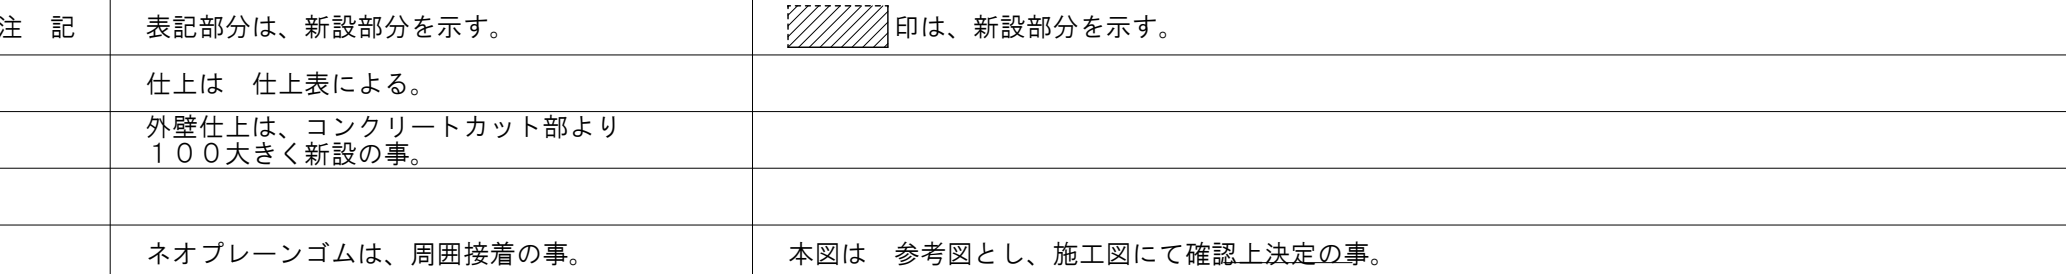 注　記
表記部分は、新設部分を示す。
印は、新設部分を示す。
仕上は　仕上表による。
外壁仕上は、コンクリートカット部より
１００大きく新設の事。
ネオプレーンゴムは、周囲接着の事。
本図は　参考図とし、施工図にて確認上決定の事。